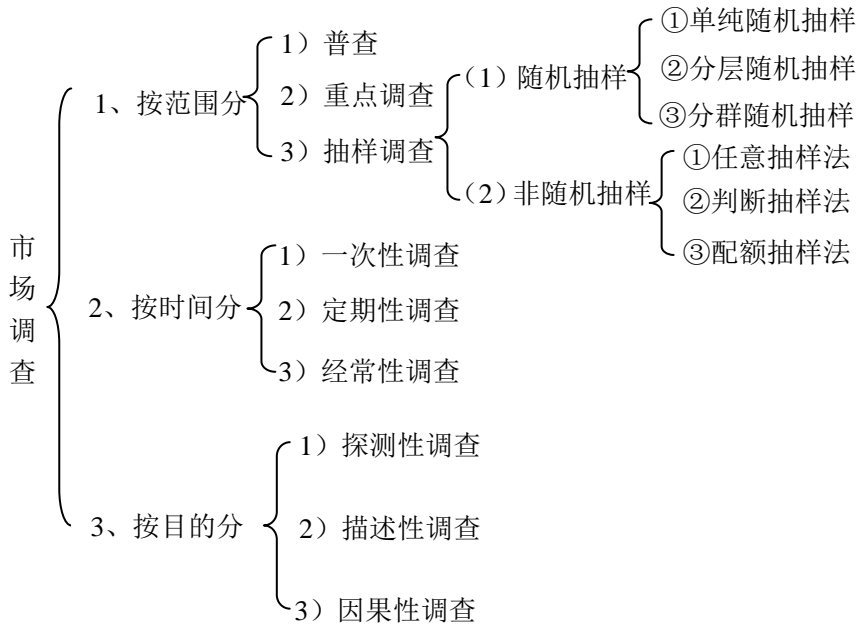 市场调查
1、按范围分
1）普查
2）重点调查
3）抽样调查
(1) 随机抽样
①单纯随机抽样
②分层随机抽样
③分群随机抽样
(2) 非随机抽样
①任意抽样法
②判断抽样法
③配额抽样法
2、按时间分
1）一次性调查
2）定期性调查
3）经常性调查
3、按目的分
1）探测性调查
2）描述性调查
3）因果性调查